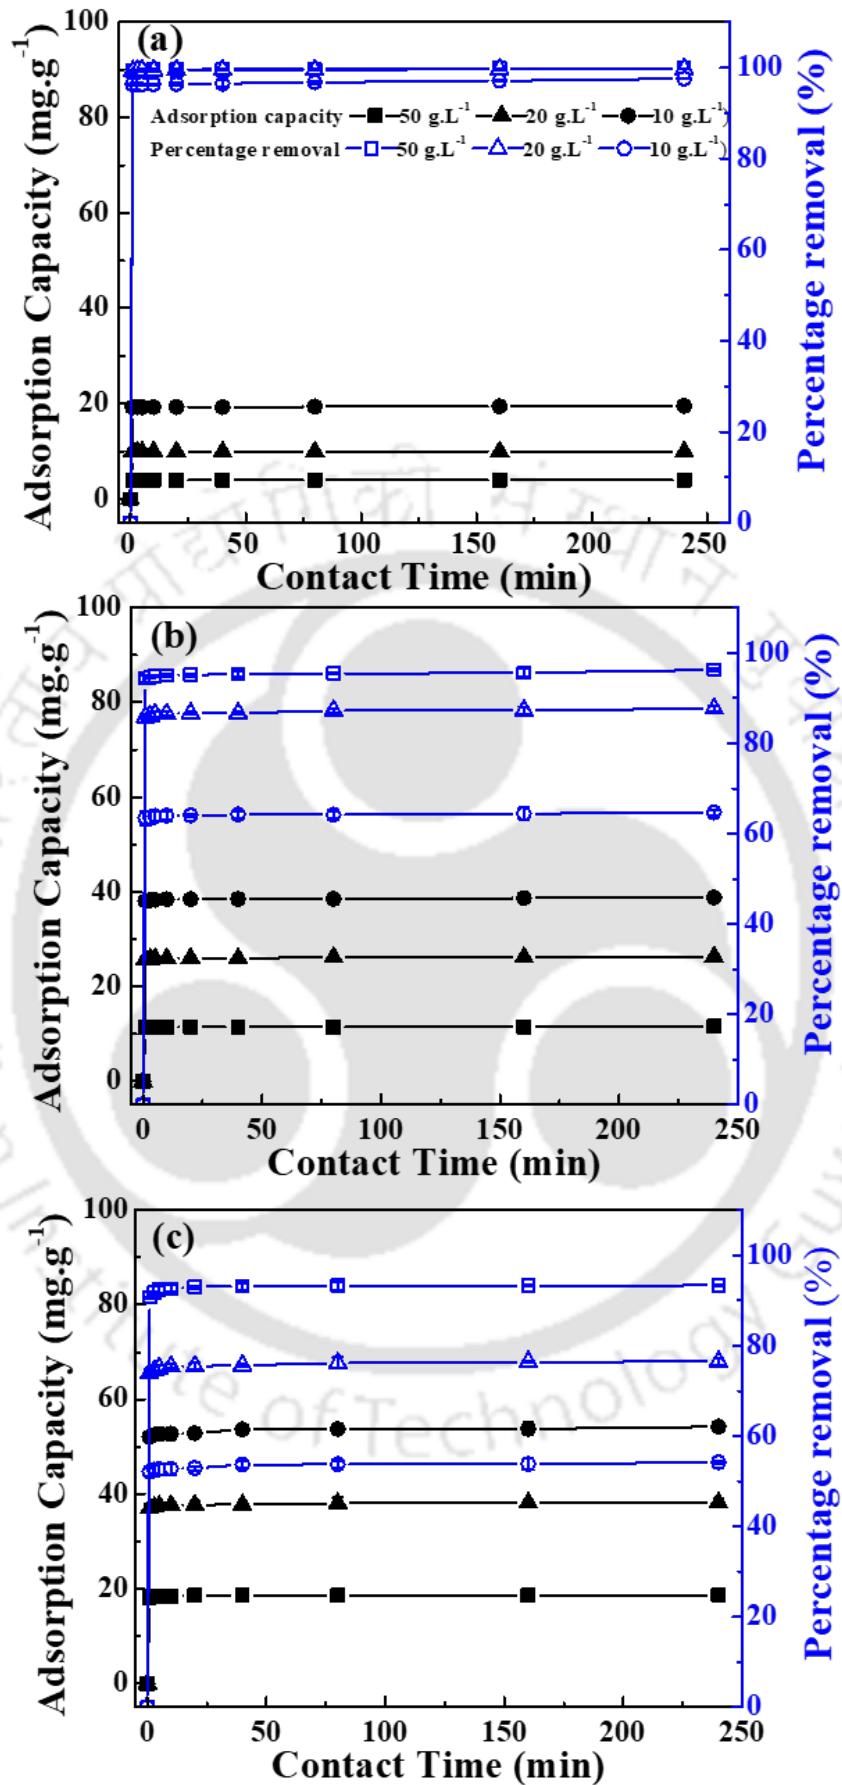 (a)
Adsorption Capacity (mg.g⁻¹)
100
80
60
40
20
0
Adsorption capacity 50 g.L⁻¹ 20 g.L⁻¹ 10 g.L⁻¹)
Percentage removal 50 g.L⁻¹ 20 g.L⁻¹ 10 g.L⁻¹)
100
80
60
40
20
0
Percentage removal (%)
0 50 100 150 200 250
Contact Time (min)
(b)
Adsorption Capacity (mg.g⁻¹)
100
80
60
40
20
0
100
80
60
40
20
0
Percentage removal (%)
0 50 100 150 200 250
Contact Time (min)
(c)
Adsorption Capacity (mg.g⁻¹)
100
80
60
40
20
0
100
80
60
40
20
0
Percentage removal (%)
0 50 100 150 200 250
Contact Time (min)
Institute of Technology